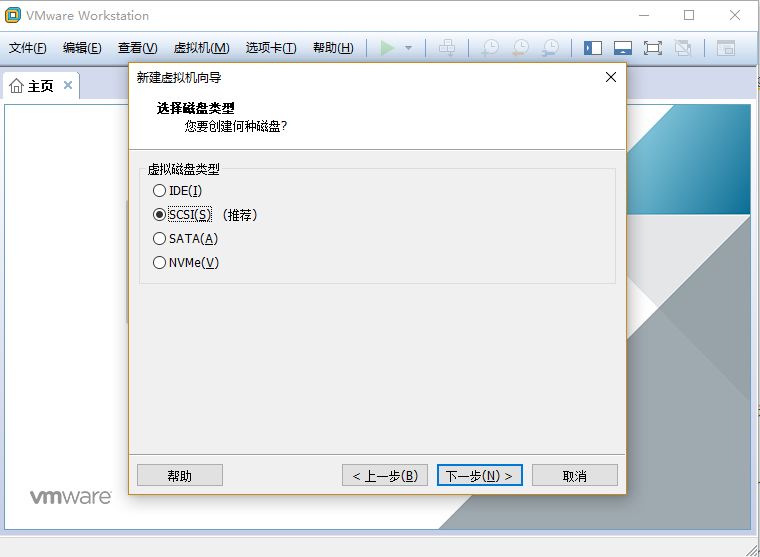 VMware Workstation
文件(F) 编辑(E) 查看(V) 虚拟机(M) 选项卡(T) 帮助(H)
主页
新建虚拟机向导
选择磁盘类型
您要创建何种磁盘?
虚拟磁盘类型
IDE(I)
SCSI(S) (推荐)
SATA(A)
NVMe(V)
帮助 < 上一步(B) 下一步(N) > 取消
vmware